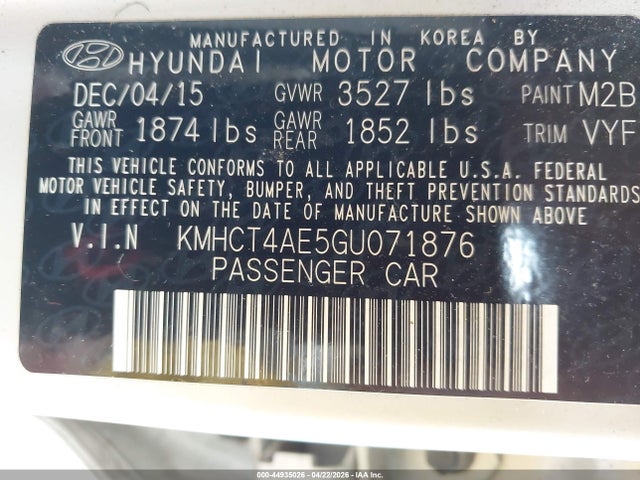 MANUFACTURED IN KOREA BY
HYUNDAI MOTOR COMPANY
DEC/04/15 GVWR 3527 lbs PAINT M2B
GAWR FRONT 1874 lbs GAWR REAR 1852 lbs TRIM VYF
THIS VEHICLE CONFORMS TO ALL APPLICABLE U.S.A. FEDERAL
MOTOR VEHICLE SAFETY, BUMPER, AND THEFT PREVENTION STANDARDS
IN EFFECT ON THE DATE OF MANUFACTURE SHOWN ABOVE
V.I.N KMHCT4AE5GU071876
PASSENGER CAR
000-44935026 - 04/22/2026 - IAA, Inc.